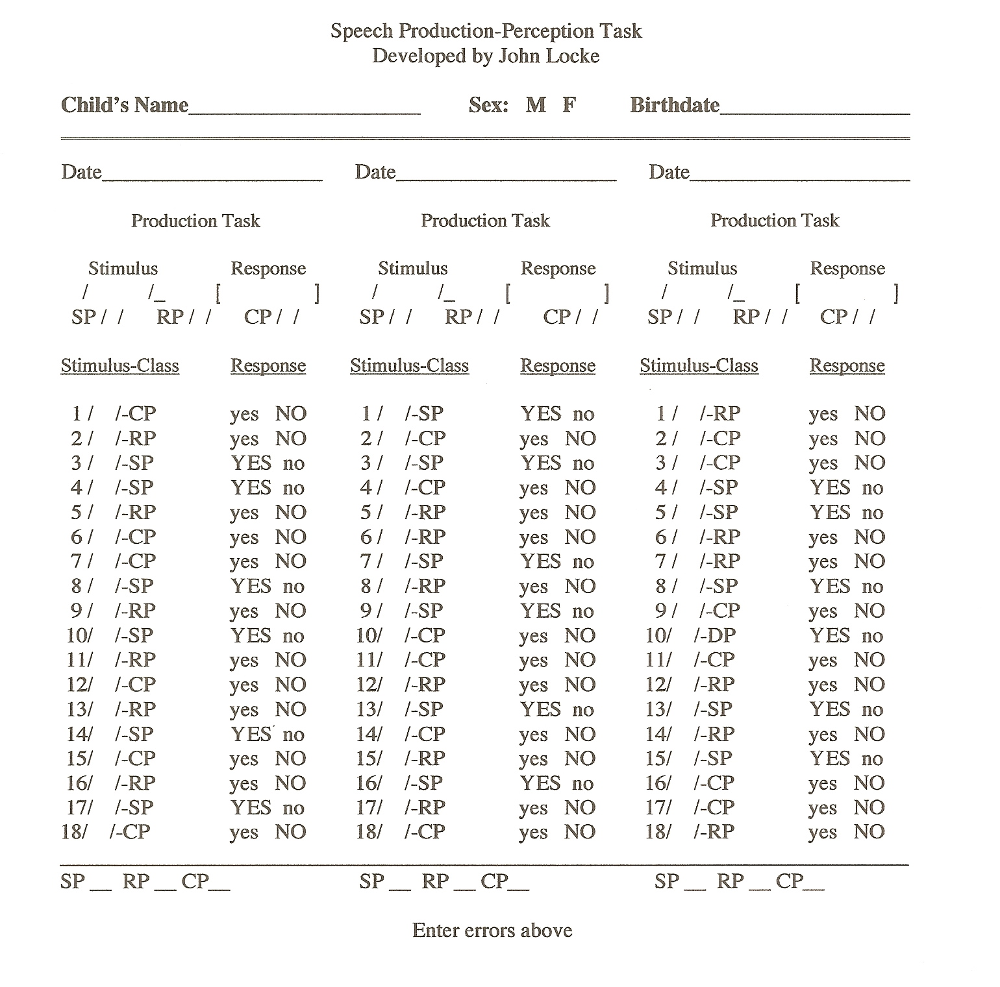 Speech Production-Perception Task
Developed by John Locke
Child's Name____________ Sex: M F Birthdate____________
Date____________ Date____________ Date____________
Production Task Production Task Production Task
Stimulus Response Stimulus Response Stimulus Response
/ /_ [ ] / /_ [ ] / /_ [ ]
SP/ / RP/ / CP/ / SP/ / RP/ / CP/ / SP/ / RP/ / CP/ /
Stimulus-Class Response Stimulus-Class Response Stimulus-Class Response
1/ /-CP yes NO 1/ /-SP YES no 1/ /-RP yes NO
2/ /-RP yes NO 2/ /-CP yes NO 2/ /-CP yes NO
3/ /-SP YES no 3/ /-SP YES no 3/ /-CP yes NO
4/ /-SP YES no 4/ /-CP yes NO 4/ /-SP YES no
5/ /-RP yes NO 5/ /-RP yes NO 5/ /-SP YES no
6/ /-CP yes NO 6/ /-RP yes NO 6/ /-RP yes NO
7/ /-CP yes NO 7/ /-SP YES no 7/ /-RP yes NO
8/ /-SP YES no 8/ /-RP yes NO 8/ /-SP YES no
9/ /-RP yes NO 9/ /-SP YES no 9/ /-CP yes NO
10/ /-SP YES no 10/ /-CP yes NO 10/ /-DP YES no
11/ /-RP yes NO 11/ /-CP yes NO 11/ /-CP yes NO
12/ /-CP yes NO 12/ /-RP yes NO 12/ /-RP yes NO
13/ /-RP yes NO 13/ /-SP YES no 13/ /-SP YES no
14/ /-SP YES no 14/ /-CP yes NO 14/ /-RP yes NO
15/ /-CP yes NO 15/ /-RP yes NO 15/ /-SP YES no
16/ /-RP yes NO 16/ /-SP YES no 16/ /-CP yes NO
17/ /-SP YES no 17/ /-RP yes NO 17/ /-CP yes NO
18/ /-CP yes NO 18/ /-CP yes NO 18/ /-RP yes NO
SP __ RP __ CP__ SP __ RP __ CP__ SP __ RP __ CP__
Enter errors above